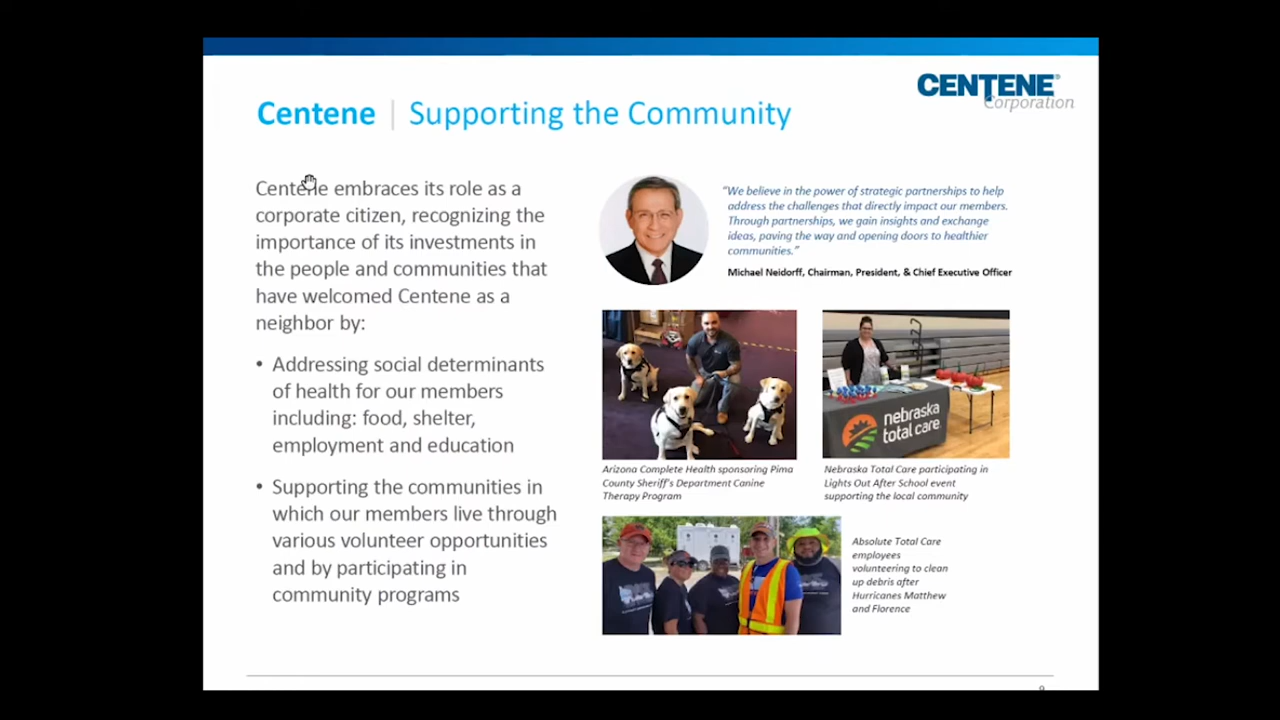 CENTENE®
Corporation
Centene | Supporting the Community
Centene embraces its role as a
corporate citizen, recognizing the
importance of its investments in
the people and communities that
have welcomed Centene as a
neighbor by:
• Addressing social determinants
of health for our members
including: food, shelter,
employment and education
• Supporting the communities in
which our members live through
various volunteer opportunities
and by participating in
community programs
“We believe in the power of strategic partnerships to help
address the challenges that directly impact our members.
Through partnerships, we gain insights and exchange
ideas, paving the way and opening doors to healthier
communities.”
Michael Neidorff, Chairman, President, & Chief Executive Officer
nebraska
total care
Arizona Complete Health sponsoring Pima
County Sheriff's Department Canine
Therapy Program
Nebraska Total Care participating in
Lights Out After School event
supporting the local community
Absolute Total Care
employees
volunteering to clean
up debris after
Hurricanes Matthew
and Florence